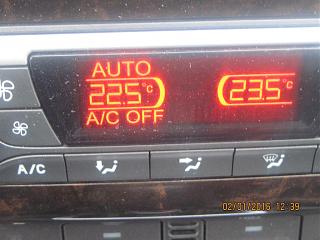 AUTO
22.5°C 23.5°C
A/C OFF
A/C
02/01/2016 12:39